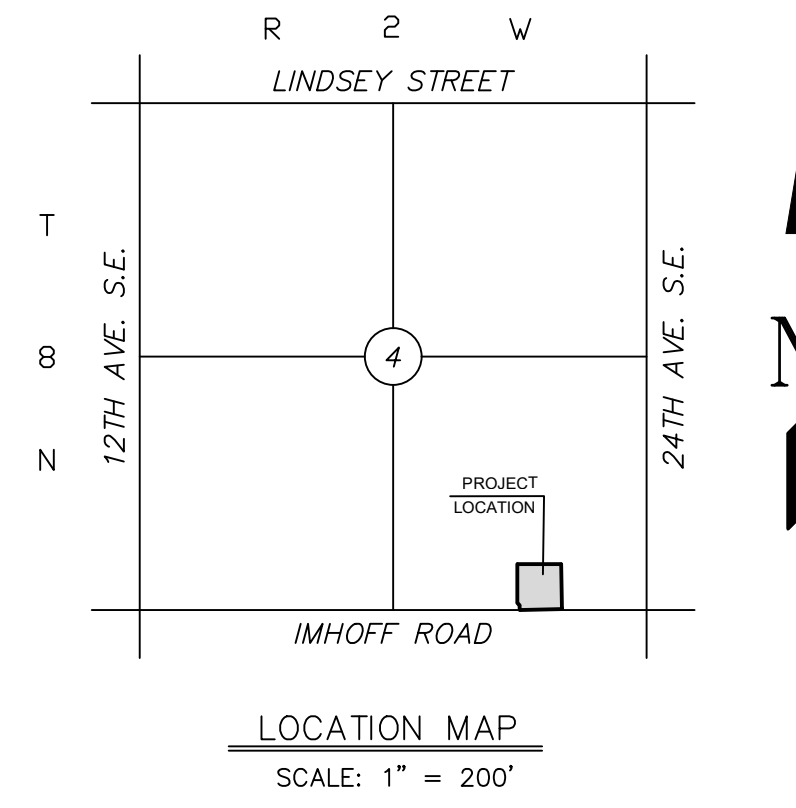 R 2 W
LINDSEY STREET
T
8
N
12TH AVE. S.E.
24TH AVE. S.E.
4
PROJECT
LOCATION
IMHOFF ROAD
LOCATION MAP
SCALE: 1" = 200'